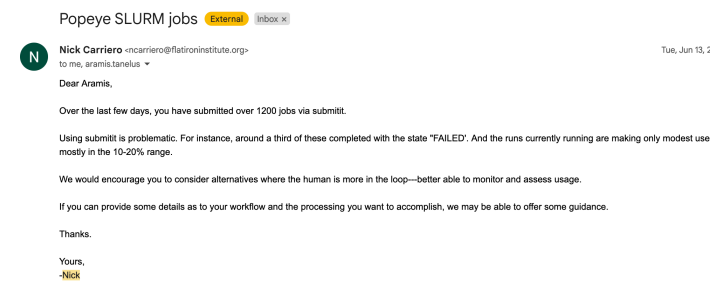 Popeye SLURM jobs External Inbox ×
N
Nick Carriero <ncarriero@flatironinstitute.org> Tue, Jun 13, 2
to me, aramis.tanelus
Dear Aramis,
Over the last few days, you have submitted over 1200 jobs via submitit.
Using submitit is problematic. For instance, around a third of these completed with the state "FAILED'. And the runs currently running are making only modest use
mostly in the 10-20% range.
We would encourage you to consider alternatives where the human is more in the loop---better able to monitor and assess usage.
If you can provide some details as to your workflow and the processing you want to accomplish, we may be able to offer some guidance.
Thanks.
Yours,
-Nick